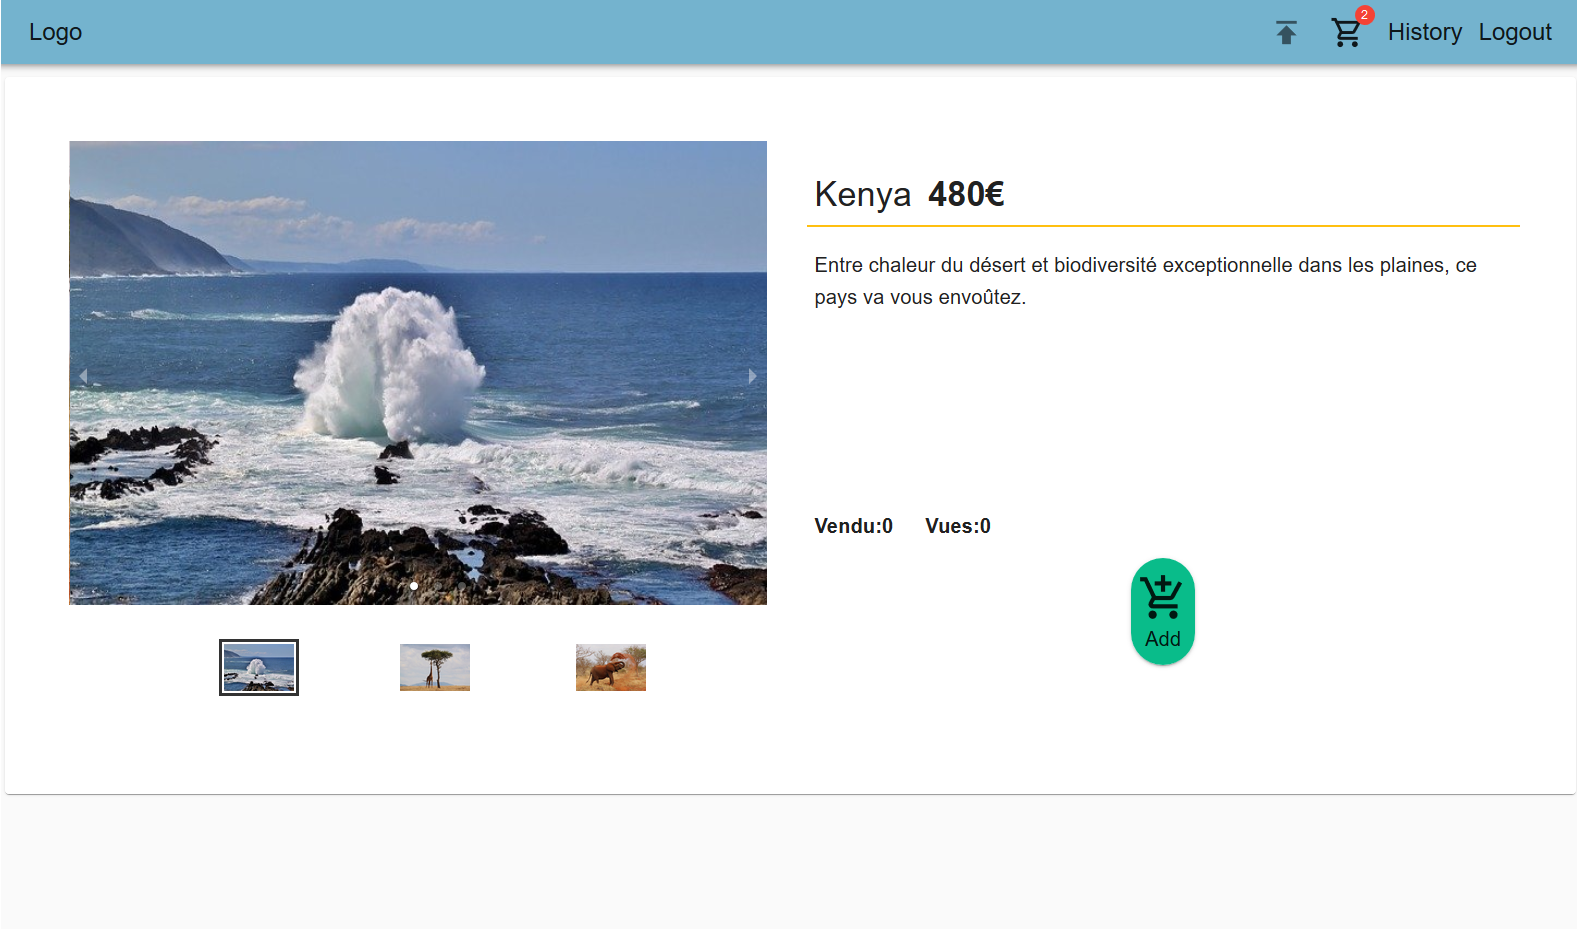 Logo
2
History Logout
Kenya 480€
Entre chaleur du désert et biodiversité exceptionnelle dans les plaines, ce
pays va vous envoûtez.
Vendu:0 Vues:0
Add